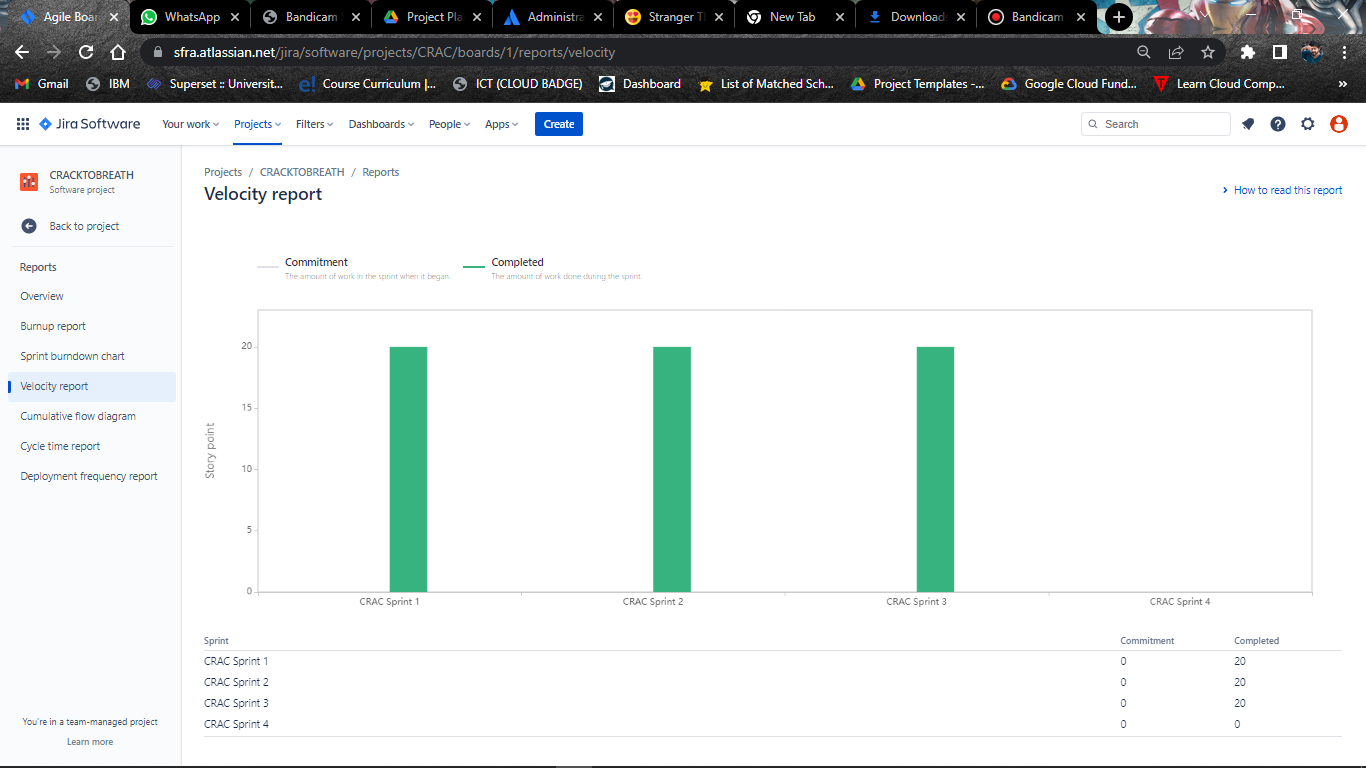 Agile Boar
WhatsApp
Bandicam
Project Pla
Administra
Stranger T
New Tab
Download
Bandicam
sfra.atlassian.net/jira/software/projects/CRAC/boards/1/reports/velocity
Gmail
IBM
Superset :: Universit...
Course Curriculum |...
ICT (CLOUD BADGE)
Dashboard
List of Matched Sch...
Project Templates -...
Google Cloud Fund...
Learn Cloud Comp...
»
Jira Software
Your work
Projects
Filters
Dashboards
People
Apps
Create
Search
CRACKTOBREATH
Software project
Back to project
Reports
Overview
Burnup report
Sprint burndown chart
Velocity report
Cumulative flow diagram
Cycle time report
Deployment frequency report
You're in a team-managed project
Learn more
Projects / CRACKTOBREATH / Reports
Velocity report
How to read this report
Commitment
The amount of work in the sprint when it began.
Completed
The amount of work done during the sprint.
Story point
20
15
10
5
0
CRAC Sprint 1
CRAC Sprint 2
CRAC Sprint 3
CRAC Sprint 4
Sprint Commitment Completed
CRAC Sprint 1 0 20
CRAC Sprint 2 0 20
CRAC Sprint 3 0 20
CRAC Sprint 4 0 0